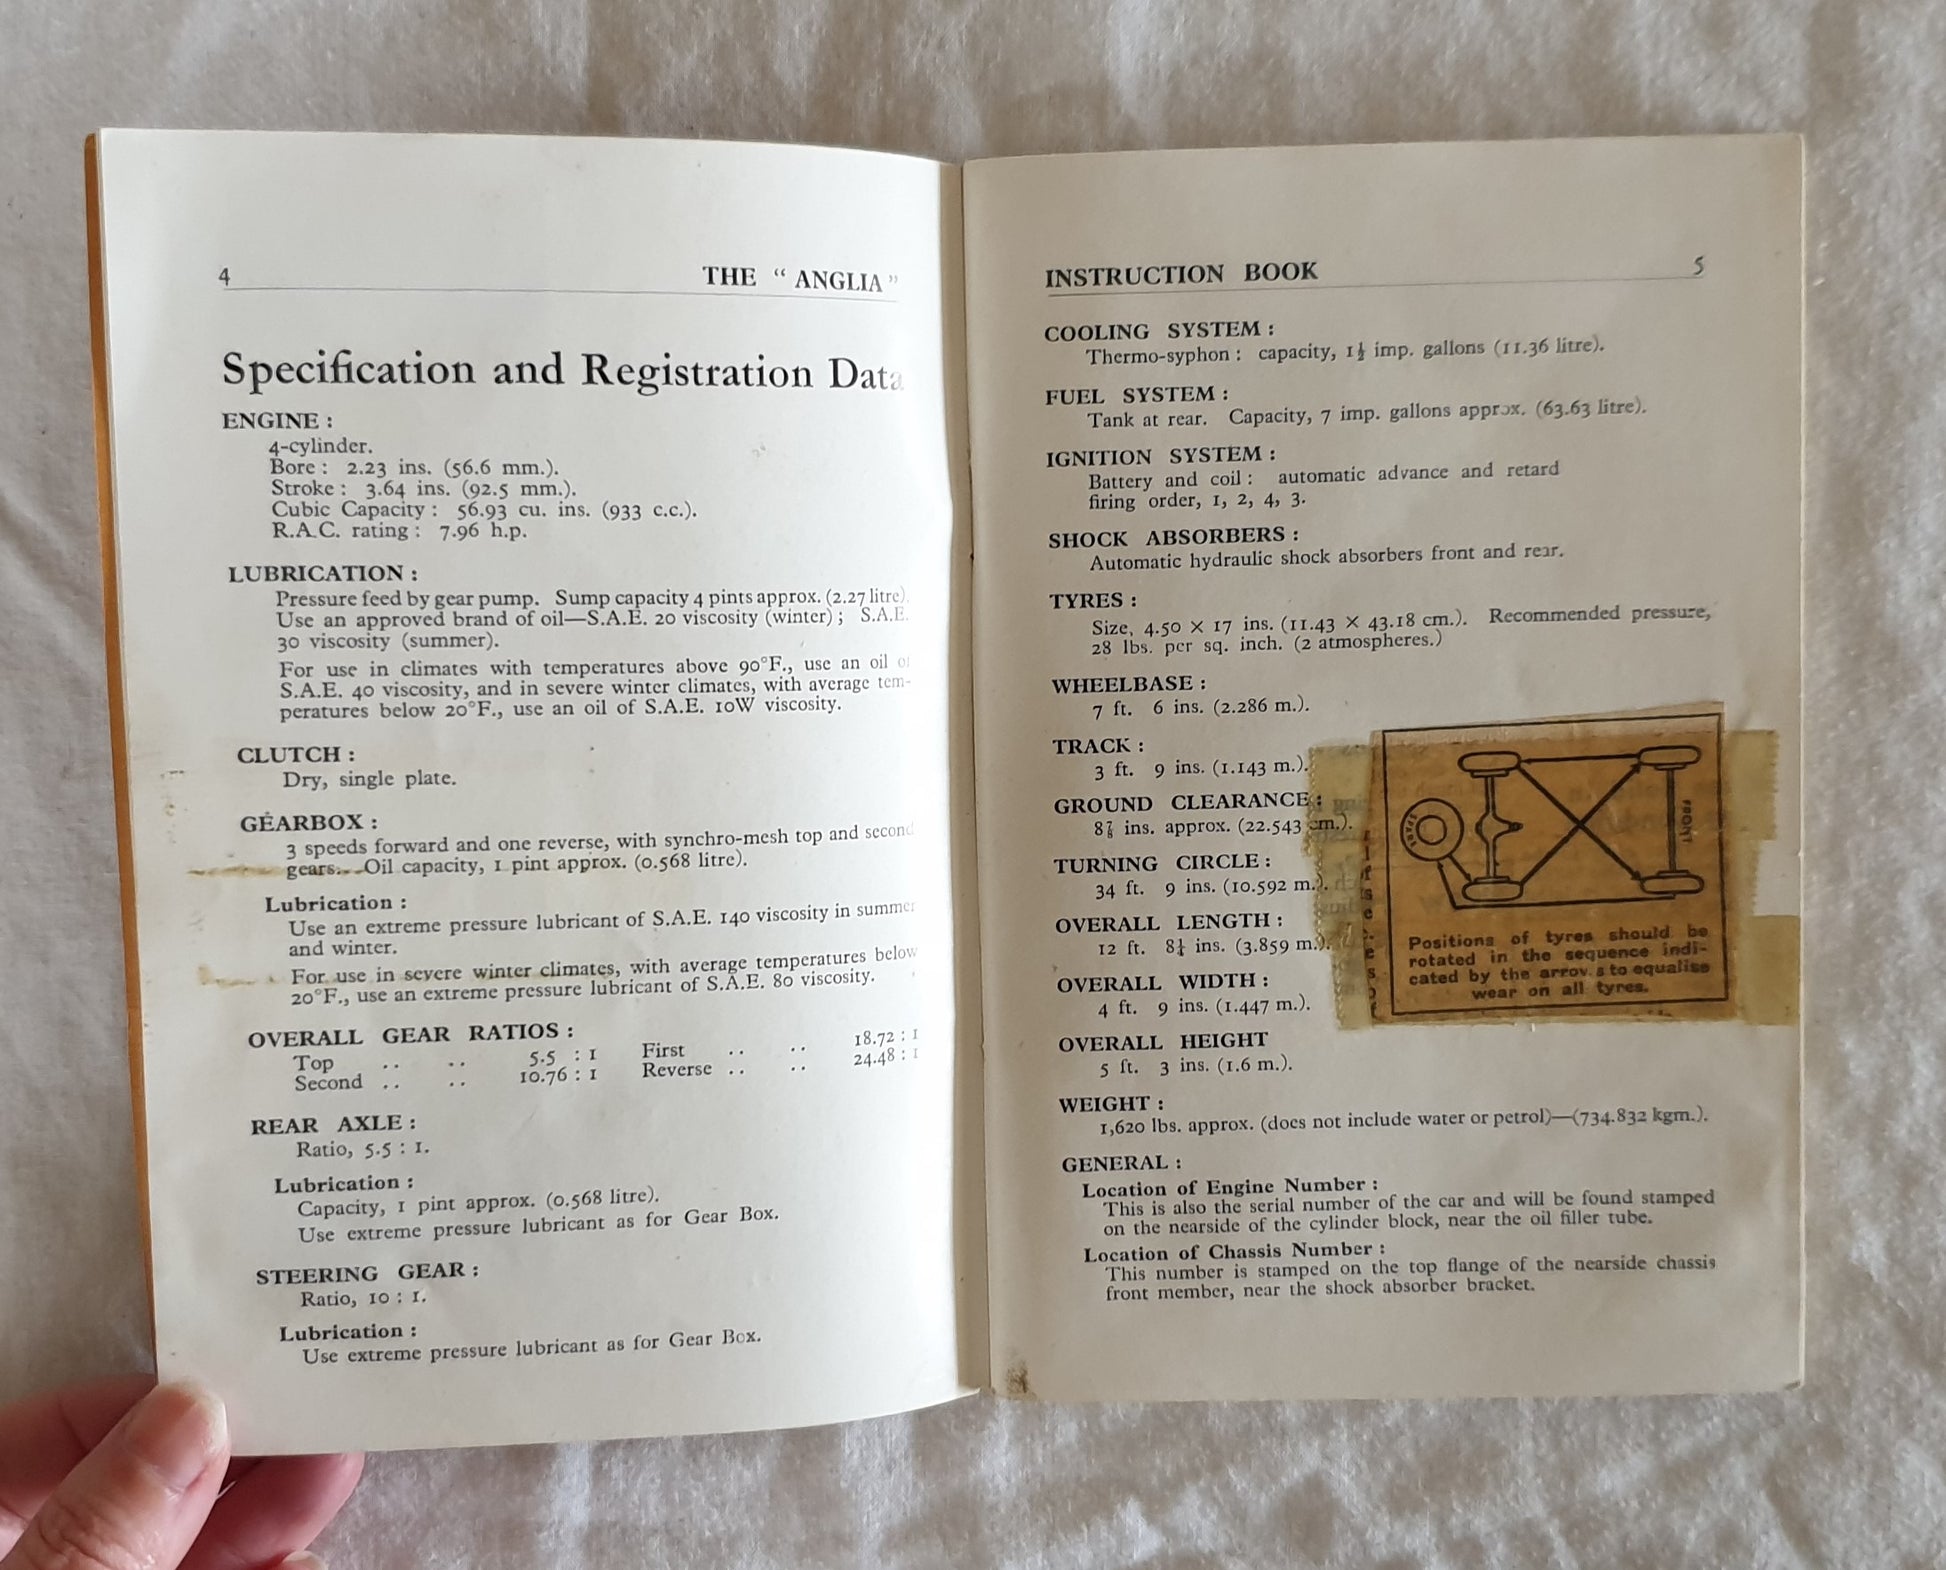 4 THE “ ANGLIA ”
Specification and Registration Data
ENGINE :
4-cylinder.
Bore : 2.23 ins. (56.6 mm.).
Stroke : 3.64 ins. (92.5 mm.).
Cubic Capacity : 56.93 cu. ins. (933 c.c.).
R.A.C. rating : 7.96 h.p.
LUBRICATION :
Pressure feed by gear pump. Sump capacity 4 pints approx. (2.27 litre).
Use an approved brand of oil—S.A.E. 20 viscosity (winter) ; S.A.E.
30 viscosity (summer).
For use in climates with temperatures above 90°F., use an oil of
S.A.E. 40 viscosity, and in severe winter climates, with average tem-
peratures below 20°F., use an oil of S.A.E. 10W viscosity.
CLUTCH :
Dry, single plate.
GEARBOX :
3 speeds forward and one reverse, with synchro-mesh top and second
gears. Oil capacity, 1 pint approx. (0.568 litre).
Lubrication :
Use an extreme pressure lubricant of S.A.E. 140 viscosity in summer
and winter.
For use in severe winter climates, with average temperatures below
20°F., use an extreme pressure lubricant of S.A.E. 80 viscosity.
OVERALL GEAR RATIOS :
Top .. .. 5.5 : 1 First .. .. 18.72 : 1
Second .. .. 10.76 : 1 Reverse .. .. 24.48 : 1
REAR AXLE :
Ratio, 5.5 : 1.
Lubrication :
Capacity, 1 pint approx. (0.568 litre).
Use extreme pressure lubricant as for Gear Box.
STEERING GEAR :
Ratio, 10 : 1.
Lubrication :
Use extreme pressure lubricant as for Gear Box.
INSTRUCTION BOOK 5
COOLING SYSTEM :
Thermo-syphon : capacity, 1½ imp. gallons (11.36 litre).
FUEL SYSTEM :
Tank at rear. Capacity, 7 imp. gallons approx. (63.63 litre).
IGNITION SYSTEM :
Battery and coil : automatic advance and retard
firing order, 1, 2, 4, 3.
SHOCK ABSORBERS :
Automatic hydraulic shock absorbers front and rear.
TYRES :
Size, 4.50 × 17 ins. (11.43 × 43.18 cm.). Recommended pressure,
28 lbs. per sq. inch. (2 atmospheres.)
WHEELBASE :
7 ft. 6 ins. (2.286 m.).
TRACK :
3 ft. 9 ins. (1.143 m.).
GROUND CLEARANCE :
8⅞ ins. approx. (22.543 cm.).
TURNING CIRCLE :
34 ft. 9 ins. (10.592 m.).
OVERALL LENGTH :
12 ft. 8¼ ins. (3.859 m.).
OVERALL WIDTH :
4 ft. 9 ins. (1.447 m.).
OVERALL HEIGHT
5 ft. 3 ins. (1.6 m.).
WEIGHT :
1,620 lbs. approx. (does not include water or petrol)—(734.832 kgm.).
GENERAL :
Location of Engine Number :
This is also the serial number of the car and will be found stamped
on the nearside of the cylinder block, near the oil filler tube.
Location of Chassis Number :
This number is stamped on the top flange of the nearside chassis
front member, near the shock absorber bracket.
SPARE
FRONT
Positions of tyres should be
rotated in the sequence indi-
cated by the arrows to equalise
wear on all tyres.